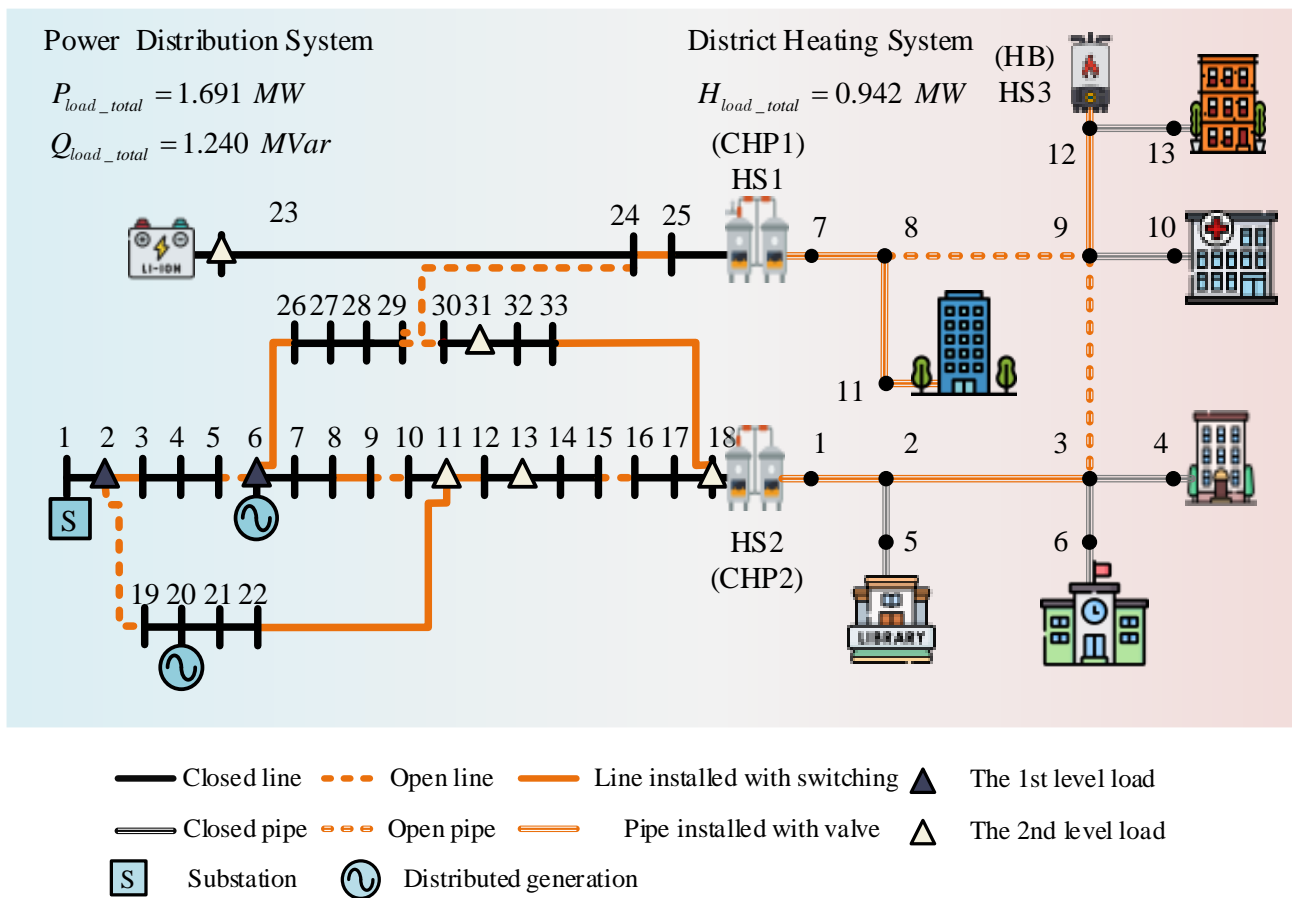 Power Distribution System
District Heating System
P_load_total = 1.691 MW
H_load_total = 0.942 MW
Q_load_total = 1.240 MVar
(HB)
HS3
(CHP1)
HS1
12
13
LI-ION
23
24 25
7 8 9 10
26 27 28 29 30 31 32 33
11
1 2 3 4 5 6 7 8 9 10 11 12 13 14 15 16 17 18
1 2 3 4
S
HS2
(CHP2)
5 6
19 20 21 22
LIBRARY
Closed line
Open line
Line installed with switching
The 1st level load
Closed pipe
Open pipe
Pipe installed with valve
The 2nd level load
S Substation
Distributed generation